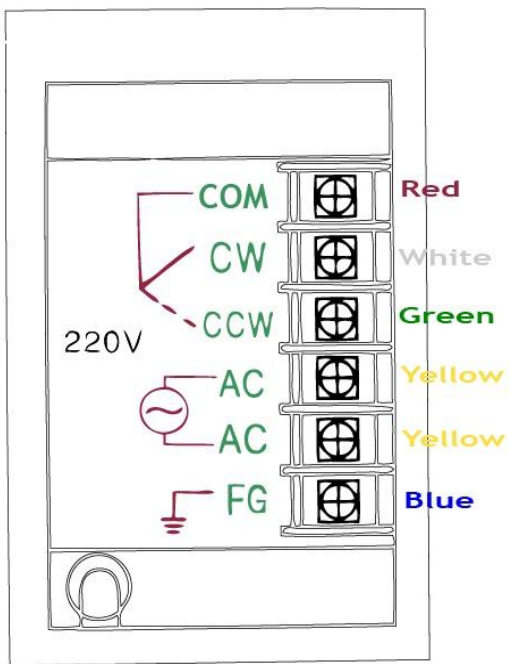 COM Red
CW White
CCW Green
220V
AC Yellow
AC Yellow
FG Blue